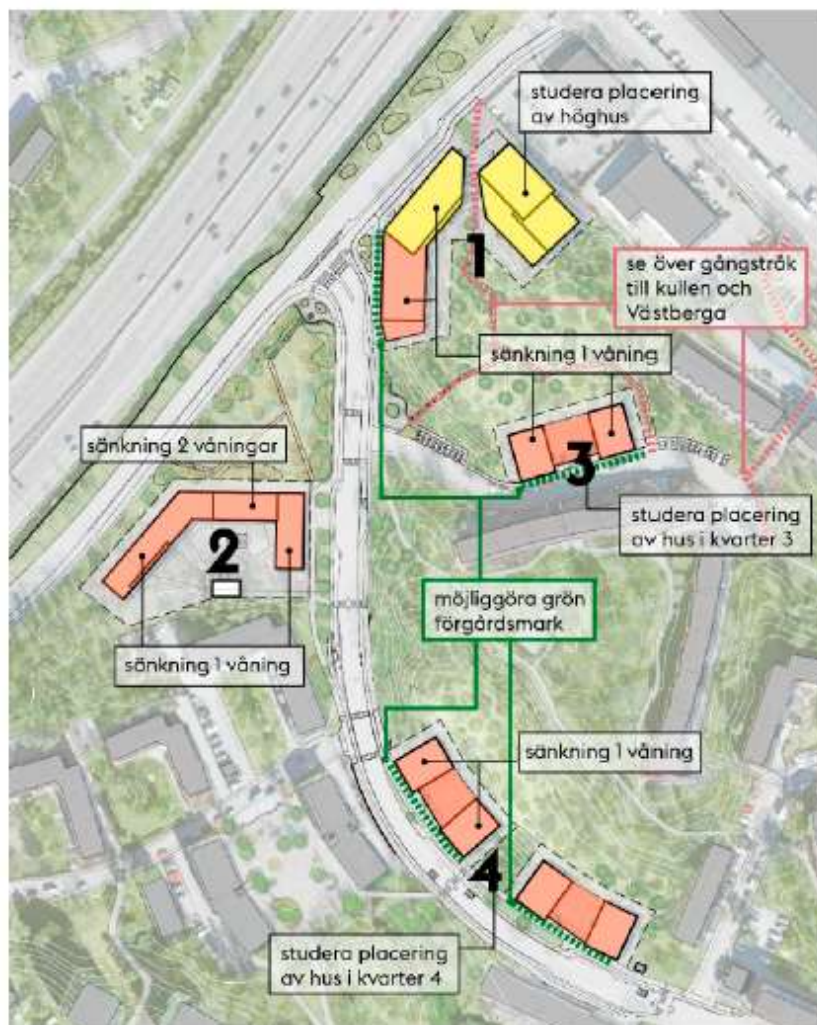 studera placering
av höghus
1
se över gångstråk
till kullen och
Västberga
sänkning 1 våning
sänkning 2 våningar
3
2
studera placering
av hus i kvarter 3
möjliggöra grön
förgårdsmark
sänkning 1 våning
sänkning 1 våning
4
studera placering
av hus i kvarter 4